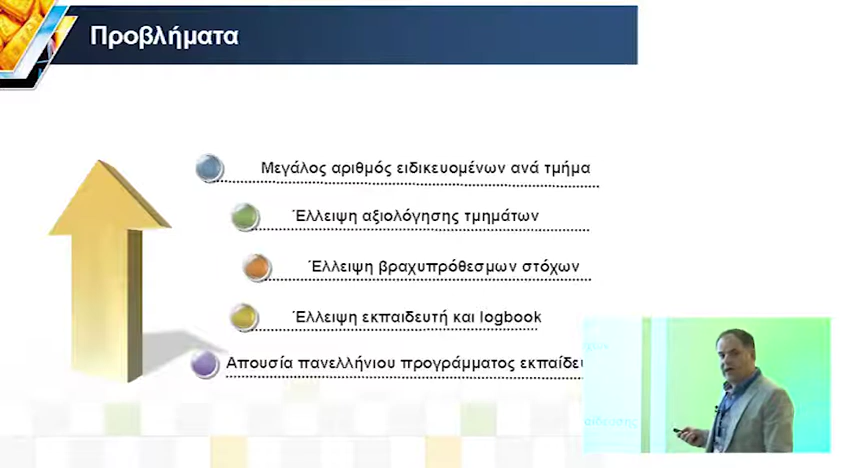 Προβλήματα
Μεγάλος αριθμός ειδικευομένων ανά τμήμα
Έλλειψη αξιολόγησης τμημάτων
Έλλειψη βραχυπρόθεσμων στόχων
Έλλειψη εκπαιδευτή και logbook
Απουσία πανελλήνιου προγράμματος